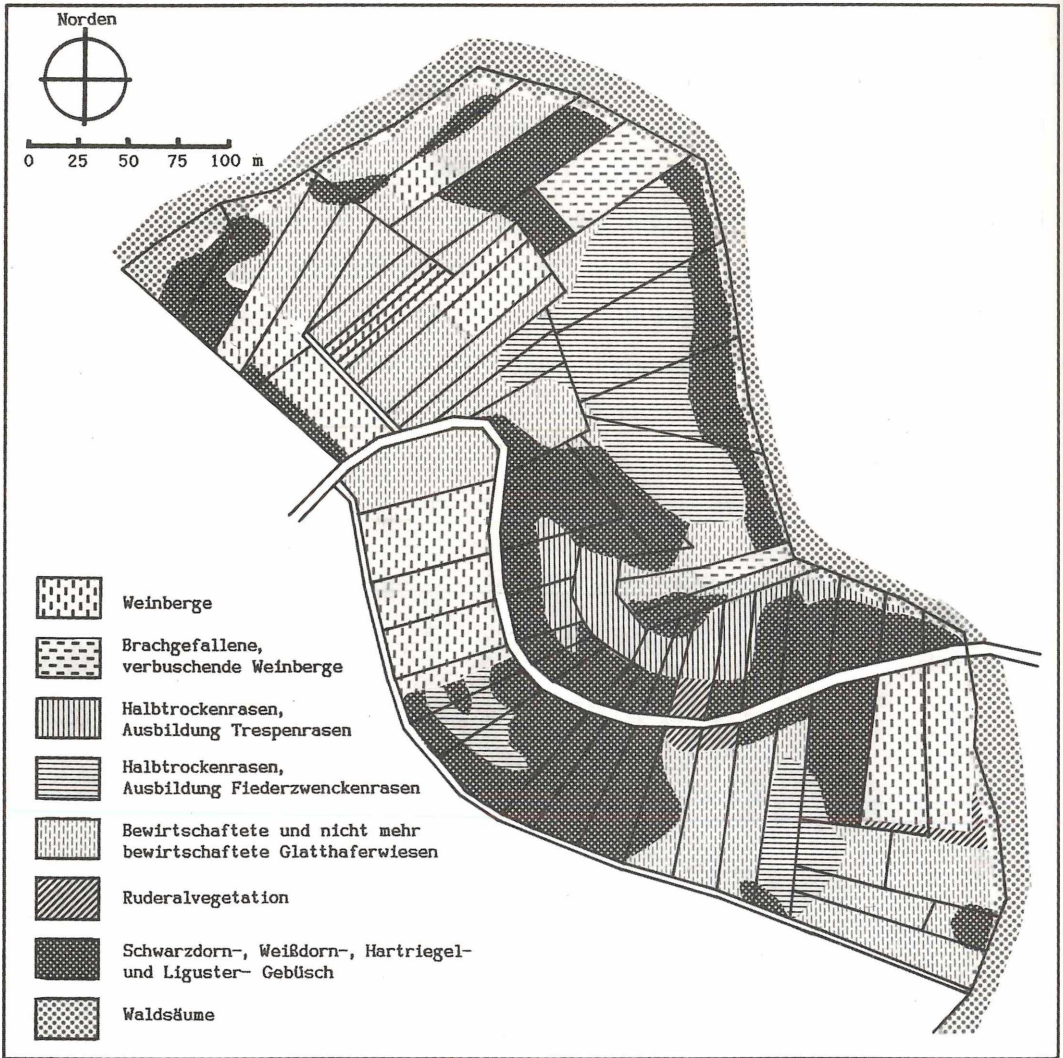 Norden
0 25 50 75 100 m
Weinberge
Brachgefallene,
verbuschende Weinberge
Halbtrockenrasen,
Ausbildung Trespenrasen
Halbtrockenrasen,
Ausbildung Fiederzwenckenrasen
Bewirtschaftete und nicht mehr
bewirtschaftete Glatthaferwiesen
Ruderalvegetation
Schwarzdorn-, Weißdorn-, Hartriegel-
und Liguster- Gebüsch
Waldsäume